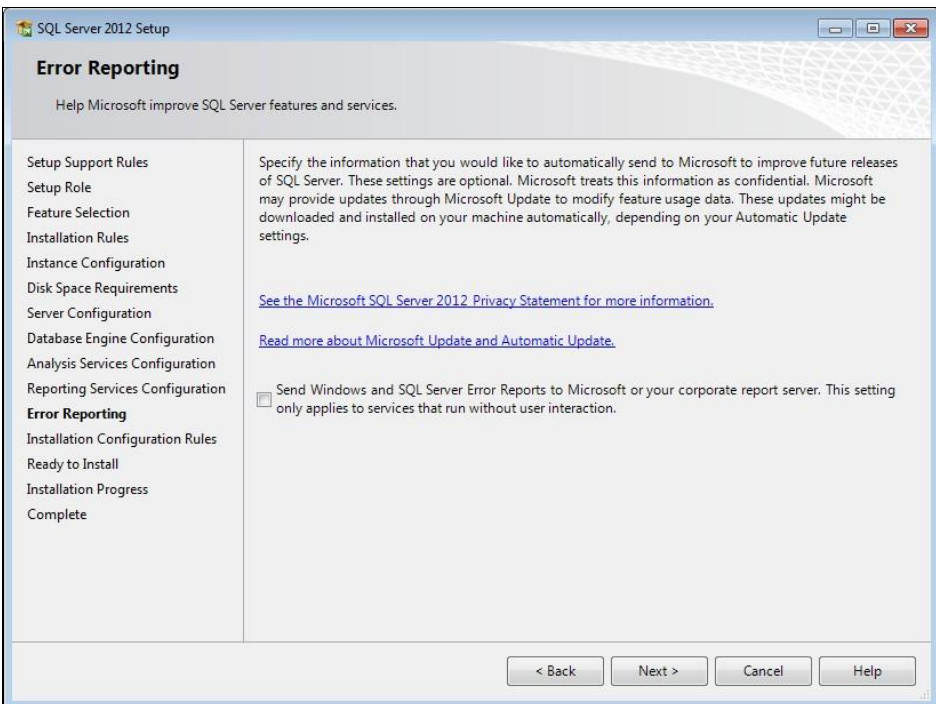 SQL Server 2012 Setup
Error Reporting
Help Microsoft improve SQL Server features and services.
Setup Support Rules
Setup Role
Feature Selection
Installation Rules
Instance Configuration
Disk Space Requirements
Server Configuration
Database Engine Configuration
Analysis Services Configuration
Reporting Services Configuration
Error Reporting
Installation Configuration Rules
Ready to Install
Installation Progress
Complete
Specify the information that you would like to automatically send to Microsoft to improve future releases
of SQL Server. These settings are optional. Microsoft treats this information as confidential. Microsoft
may provide updates through Microsoft Update to modify feature usage data. These updates might be
downloaded and installed on your machine automatically, depending on your Automatic Update
settings.
See the Microsoft SQL Server 2012 Privacy Statement for more information.
Read more about Microsoft Update and Automatic Update.
Send Windows and SQL Server Error Reports to Microsoft or your corporate report server. This setting
only applies to services that run without user interaction.
< Back
Next >
Cancel
Help